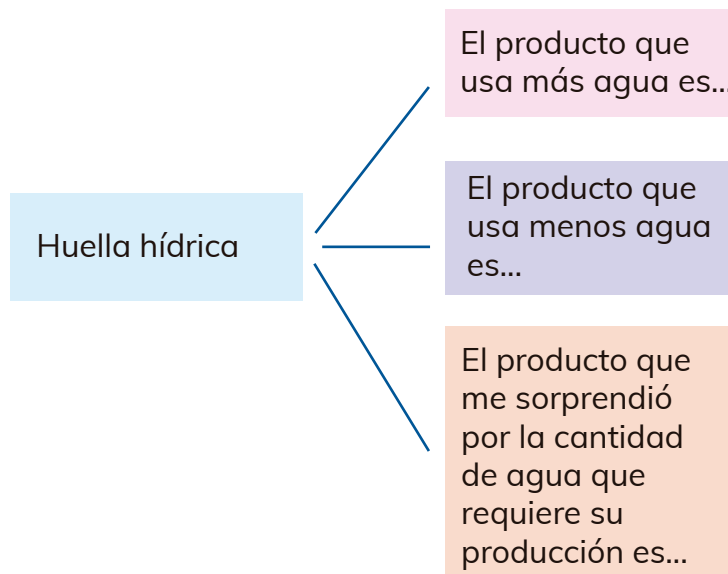 El producto que
usa más agua es...
Huella hídrica
El producto que
usa menos agua
es...
El producto que
me sorprendió
por la cantidad
de agua que
requiere su
producción es...